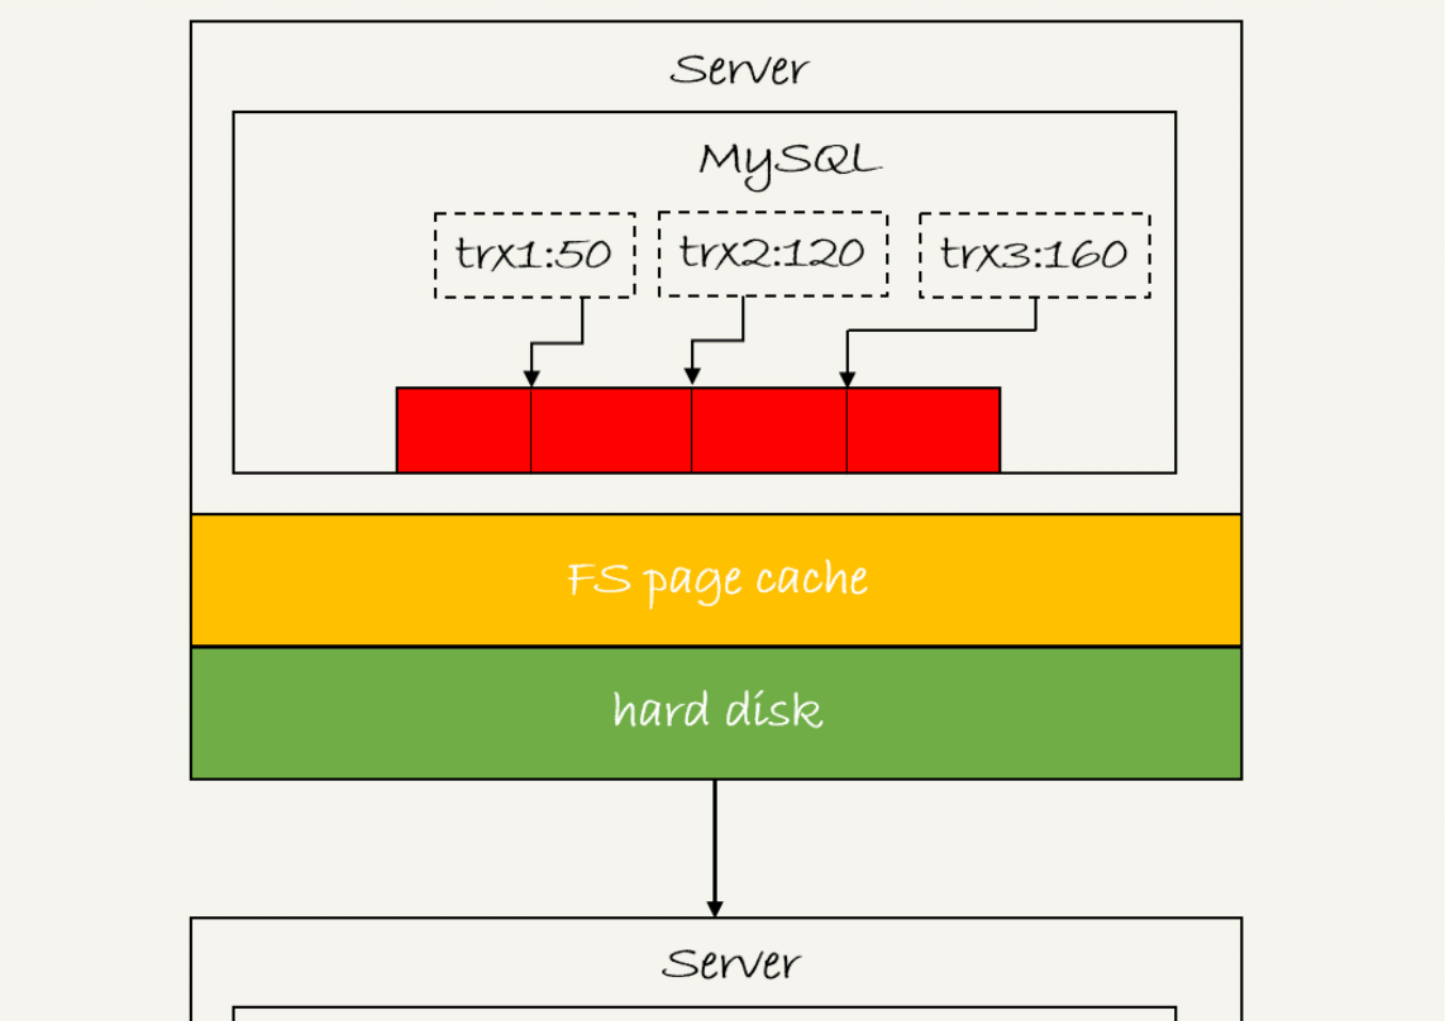 Server
MySQL
trx1:50 trx2:120 trx3:160
FS page cache
hard disk
Server